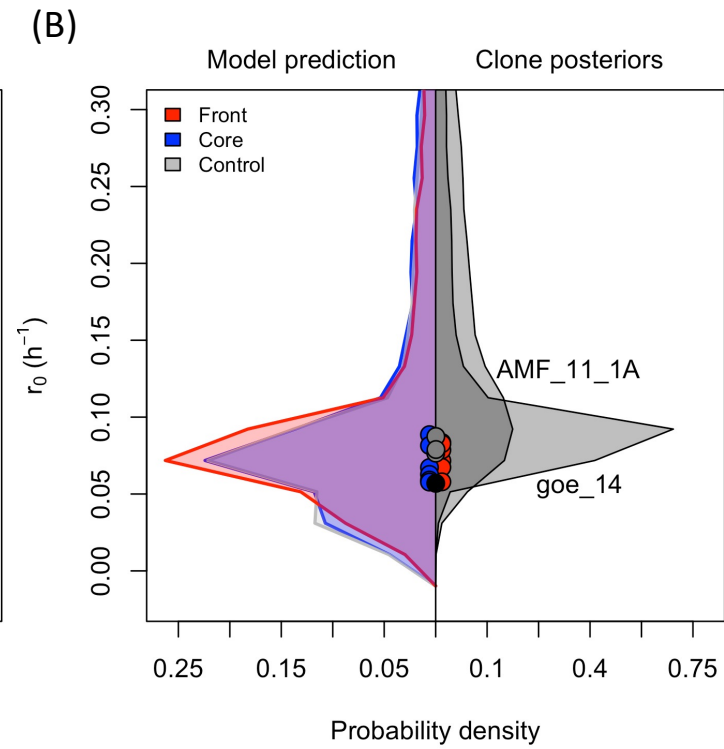 (B)
Model prediction
Clone posteriors
Front
Core
Control
0.30
0.25
0.20
0.15
0.10
0.05
0.00
r₀ (h⁻¹)
AMF_11_1A
goe_14
0.25 0.15 0.05 0.1 0.4 0.75
Probability density